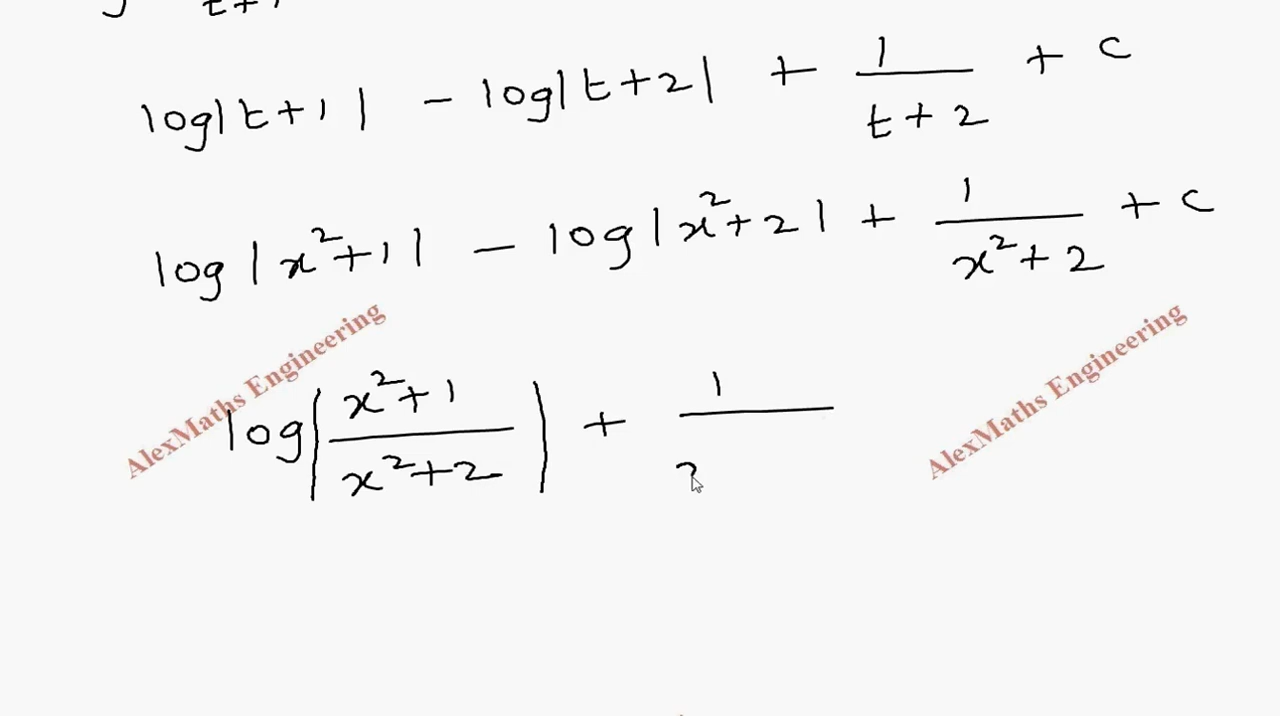 t+1
log|t+1| - log|t+2| + 1/(t+2) + c
log|x²+1| - log|x²+2| + 1/(x²+2) + c
AlexMaths Engineering
AlexMaths Engineering
log|(x²+1)/(x²+2)| + 1/